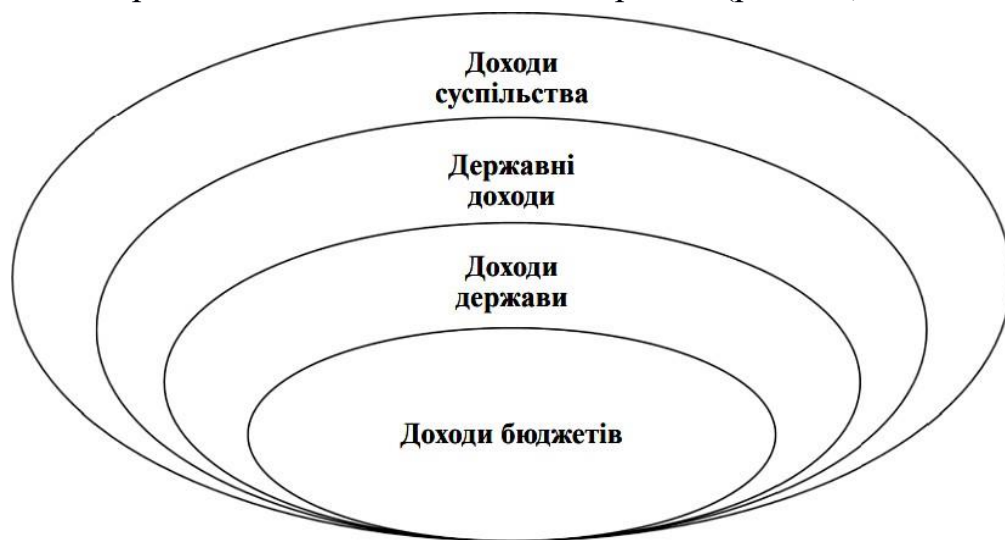 Доходи
суспільства
Державні
доходи
Доходи
держави
Доходи бюджетів